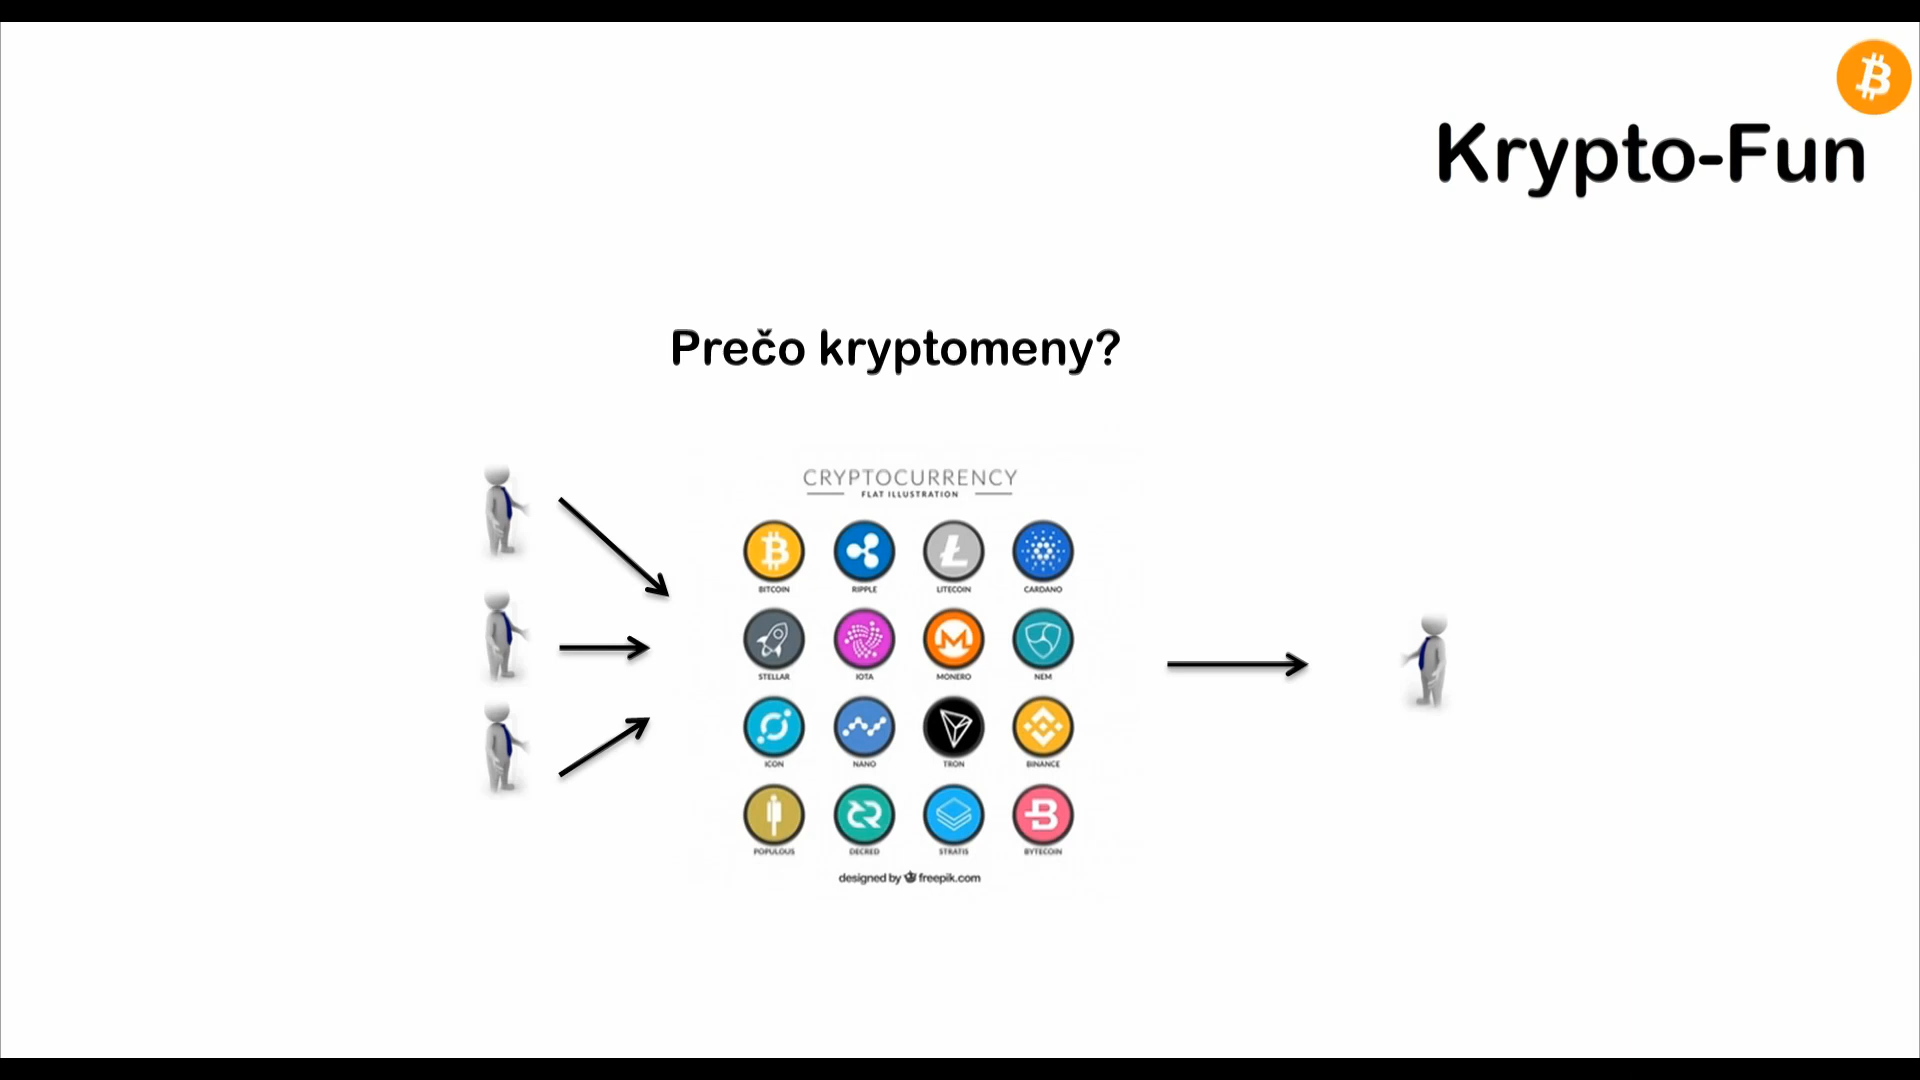 Krypto-Fun
Prečo kryptomeny?
CRYPTOCURRENCY
FLAT ILLUSTRATION
BITCOIN RIPPLE LITECOIN CARDANO
STELLAR IOTA MONERO NEM
ICON NANO TRON BINANCE
POPULOUS DECRED STRATIS BYTECOIN
designed by freepik.com